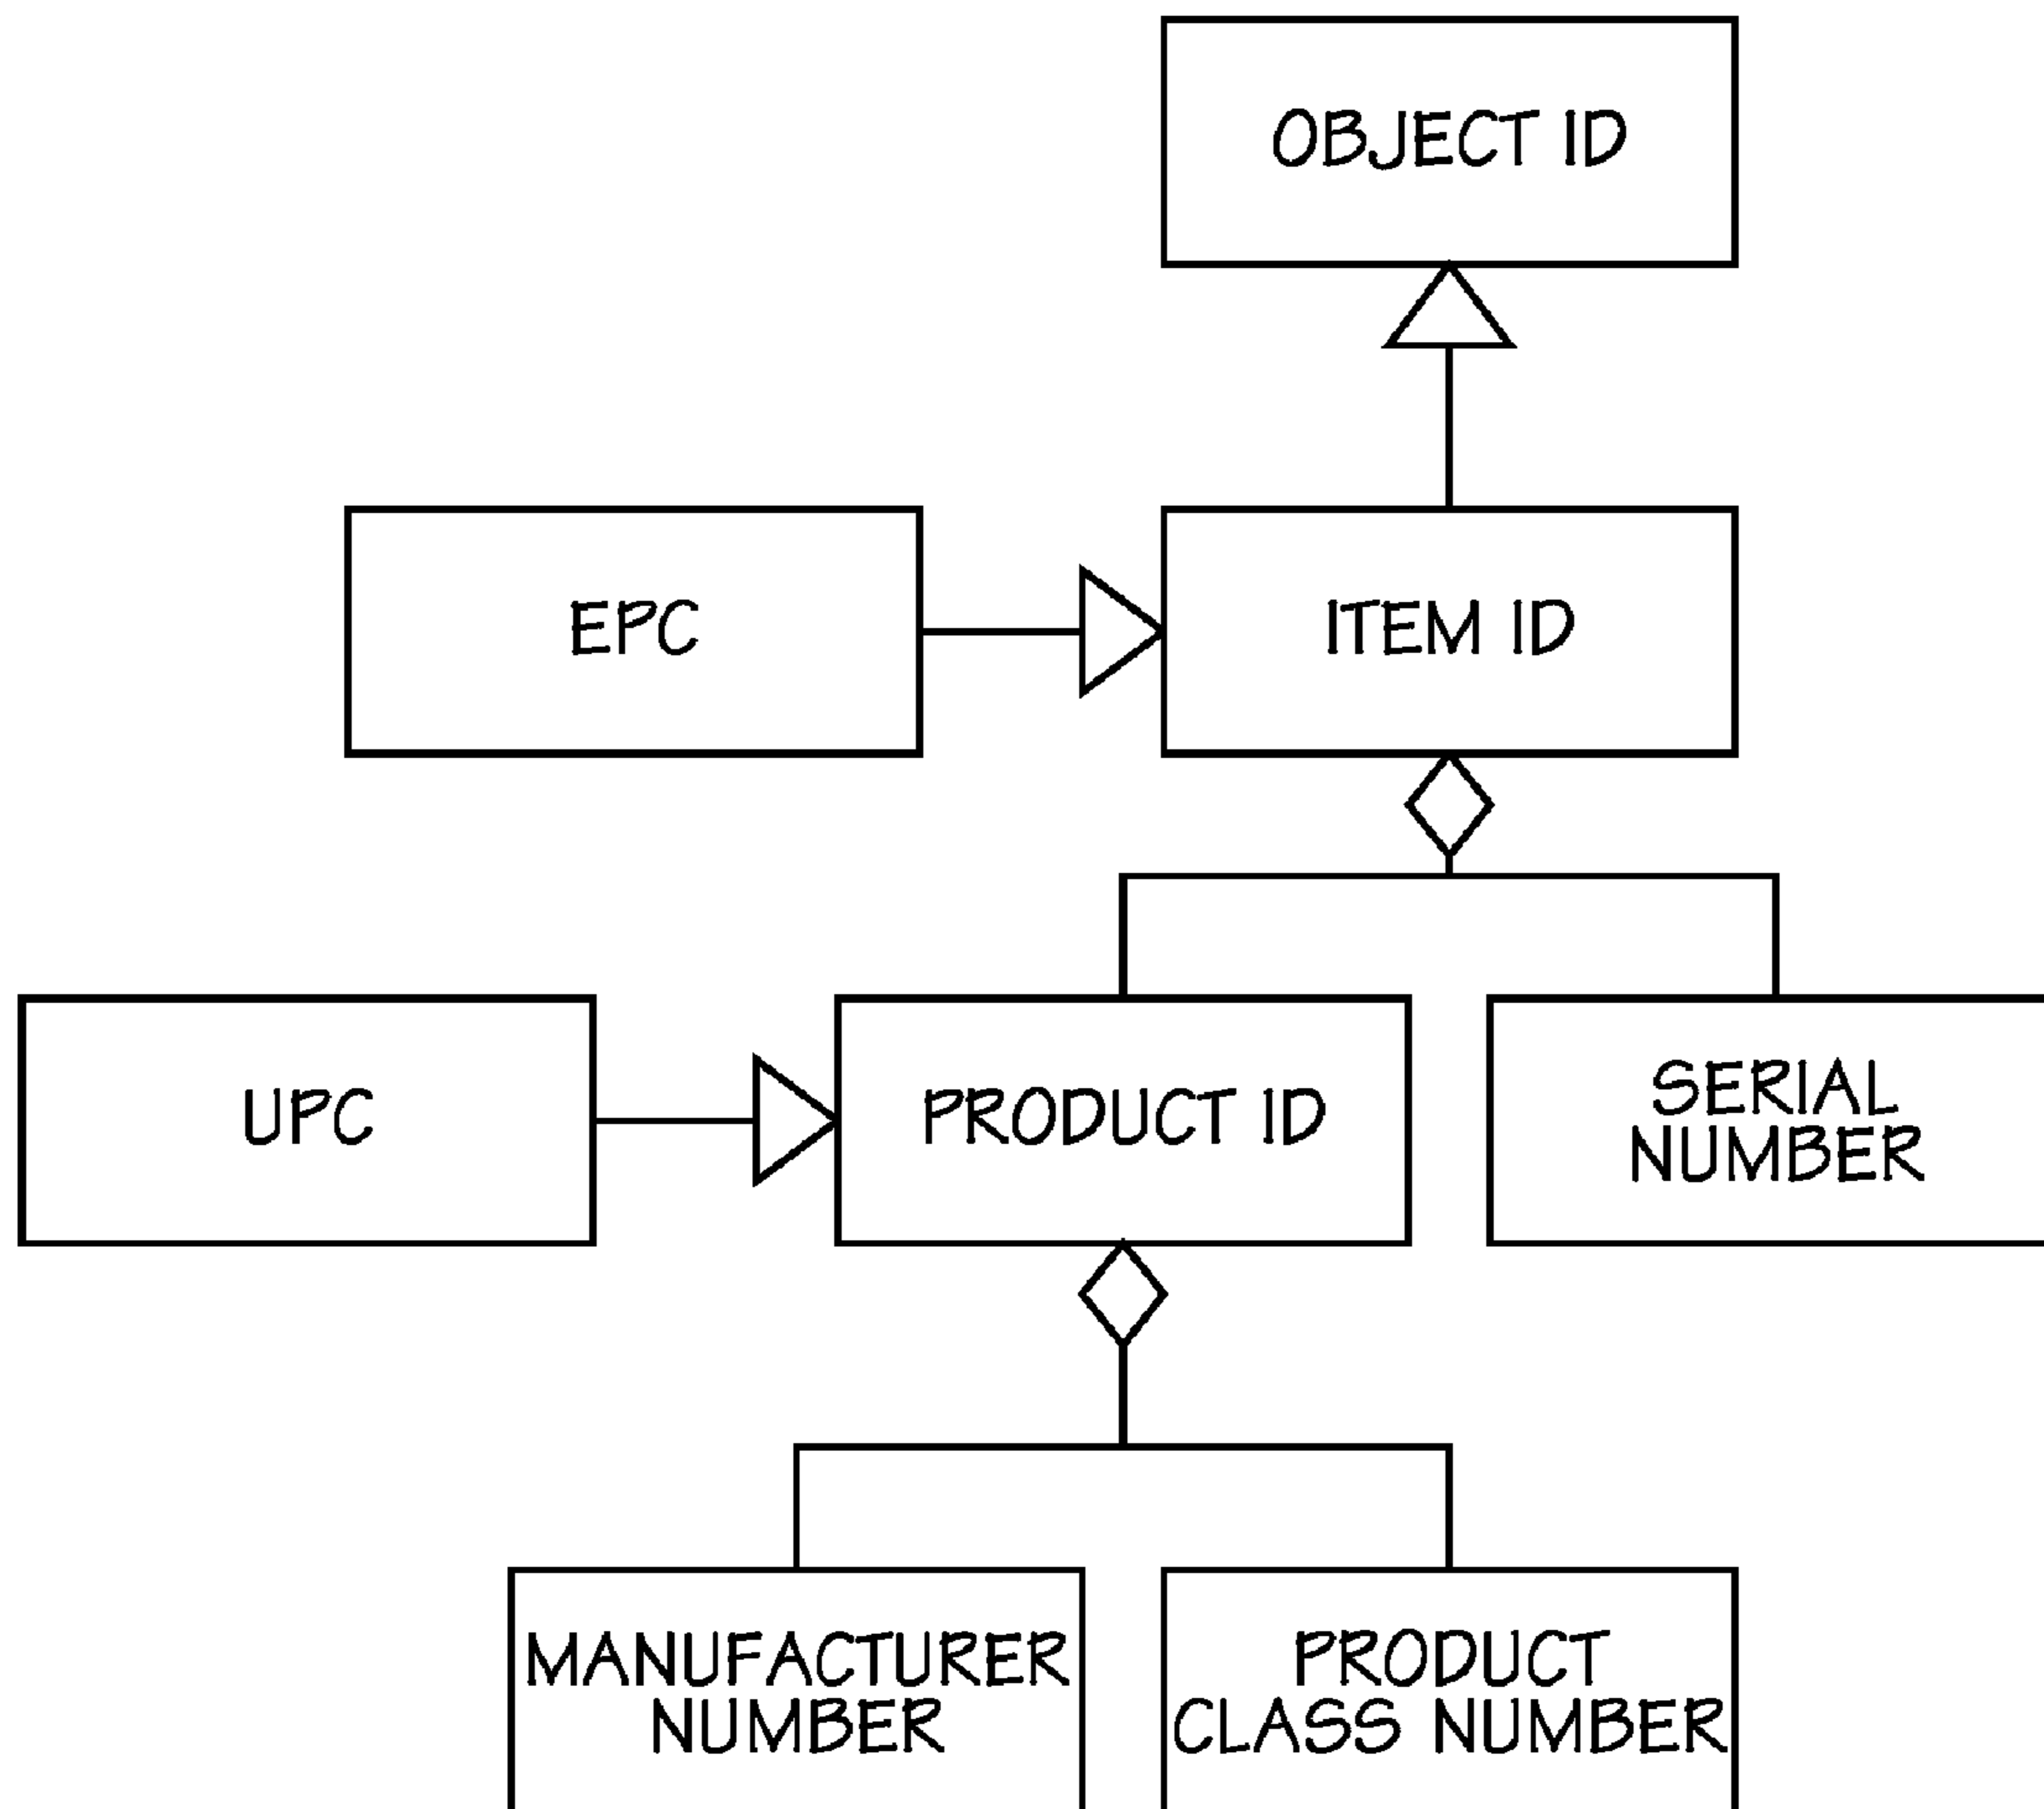 OBJECT ID
EPC
ITEM ID
UPC
PRODUCT ID
SERIAL
NUMBER
MANUFACTURER
NUMBER
PRODUCT
CLASS NUMBER